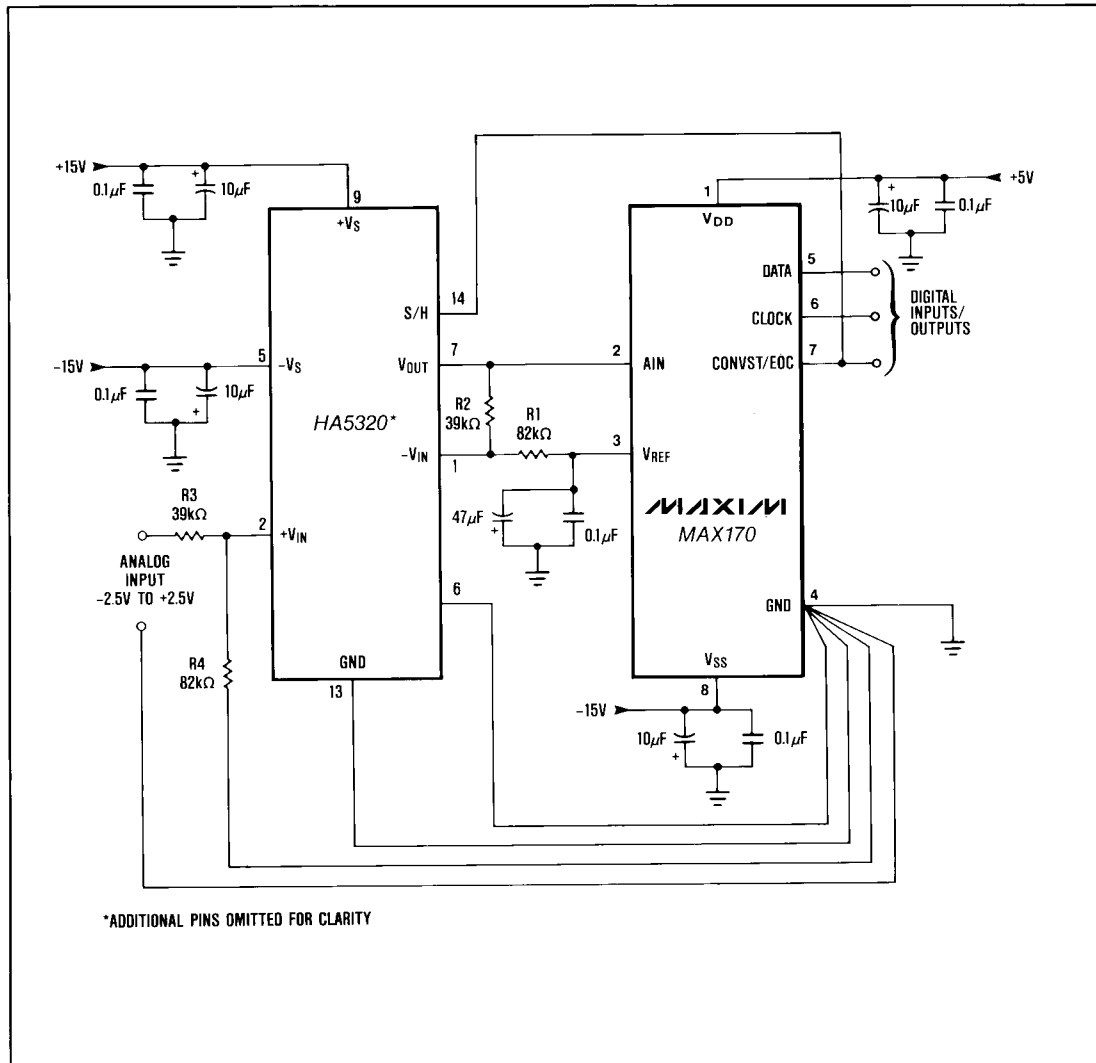 +15V
0.1µF
+
10µF
9
+VS
-15V
0.1µF
10µF
+
5
-VS
HA5320*
S/H
14
VOUT
7
-VIN
1
6
GND
13
R3
39kΩ
2
+VIN
ANALOG
INPUT
-2.5V TO +2.5V
R4
82kΩ
R2
39kΩ
R1
82kΩ
47µF
+
0.1µF
1
VDD
+
10µF
0.1µF
+5V
2
AIN
3
VREF
MAXIM
MAX170
DATA
5
CLOCK
6
CONVST/EOC
7
DIGITAL
INPUTS/
OUTPUTS
GND
4
VSS
8
-15V
10µF
+
0.1µF
*ADDITIONAL PINS OMITTED FOR CLARITY